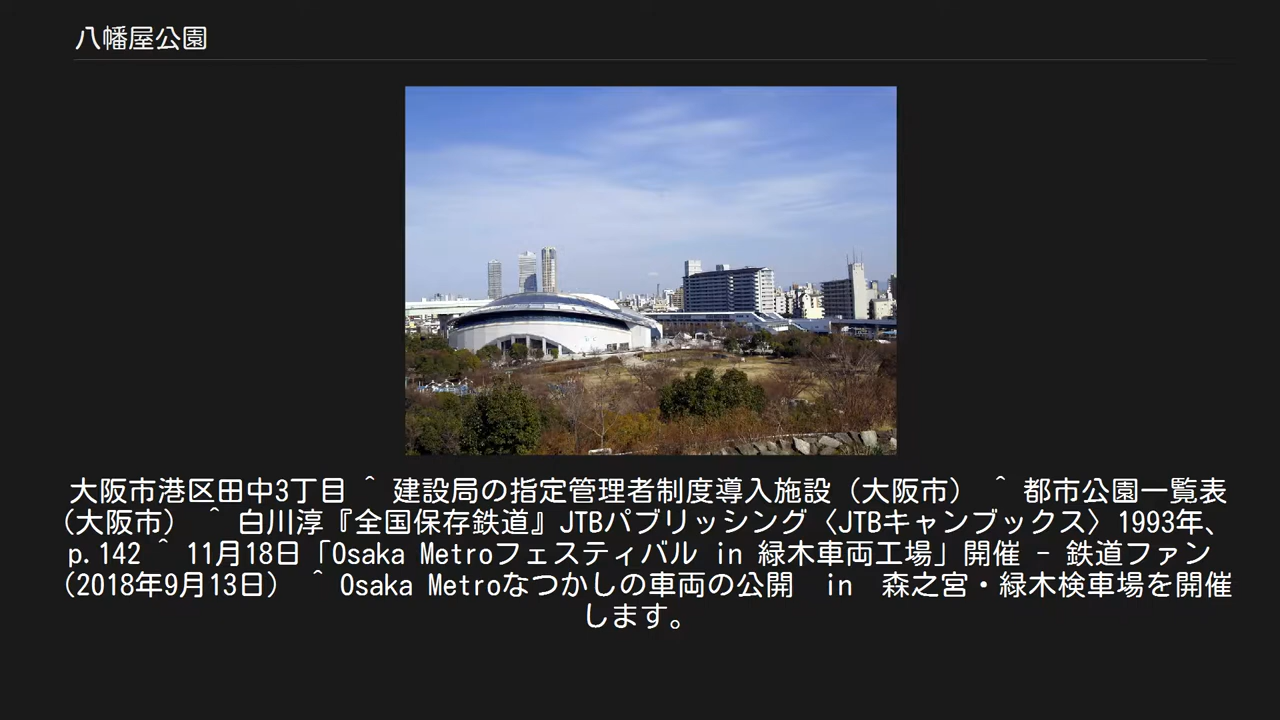 八幡屋公園
大阪市港区田中3丁目 ^ 建設局の指定管理者制度導入施設（大阪市） ^ 都市公園一覧表
（大阪市） ^ 白川淳『全国保存鉄道』JTBパブリッシング〈JTBキャンブックス〉1993年、
p.142 ^ 11月18日「Osaka Metroフェスティバル in 緑木車両工場」開催 - 鉄道ファン
（2018年9月13日） ^ Osaka Metroなつかしの車両の公開　in　森之宮・緑木検車場を開催
します。